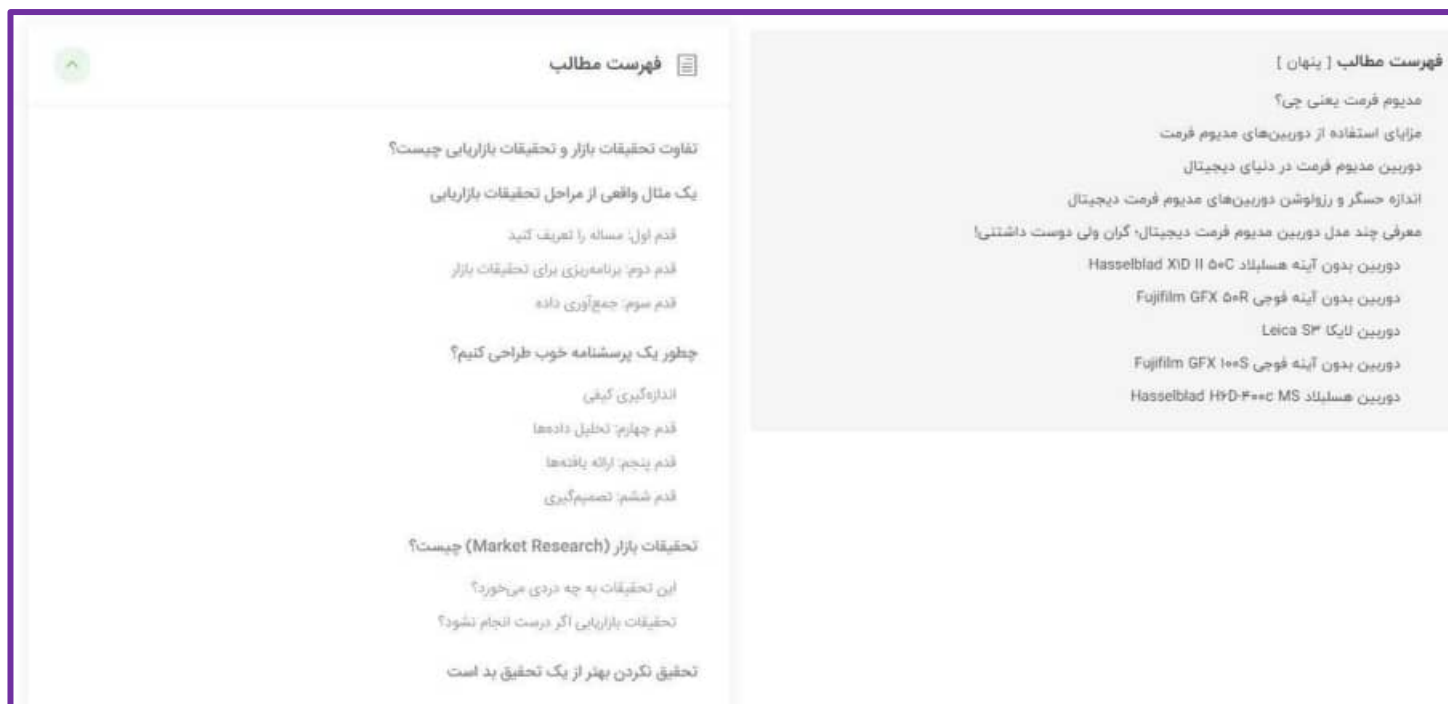 فهرست مطالب [ پنهان ]
مدیوم فرمت یعنی چی؟
مزایای استفاده از دوربین‌های مدیوم فرمت
دوربین مدیوم فرمت در دنیای دیجیتال
اندازه حسگر و رزولوشن دوربین‌های مدیوم فرمت دیجیتال
معرفی چند مدل دوربین مدیوم فرمت دیجیتال؛ گران ولی دوست داشتنی!
دوربین بدون آینه هسلبلاد Hasselblad X۱D II ۵۰C
دوربین بدون آینه فوجی Fujifilm GFX ۵۰R
دوربین لایکا Leica S۳
دوربین بدون آینه فوجی Fujifilm GFX ۱۰۰S
دوربین هسلبلاد Hasselblad H۶D-۴۰۰c MS
فهرست مطالب
تفاوت تحقیقات بازار و تحقیقات بازاریابی چیست؟
یک مثال واقعی از مراحل تحقیقات بازاریابی
قدم اول: مساله را تعریف کنید
قدم دوم: برنامه‌ریزی برای تحقیقات بازار
قدم سوم: جمع‌آوری داده
چطور یک پرسشنامه خوب طراحی کنیم؟
اندازه‌گیری کیفی
قدم چهارم: تحلیل داده‌ها
قدم پنجم: ارائه یافته‌ها
قدم ششم: تصمیم‌گیری
تحقیقات بازار (Market Research) چیست؟
این تحقیقات به چه دردی می‌خورد؟
تحقیقات بازاریابی اگر درست انجام نشود؟
تحقیق نکردن بهتر از یک تحقیق بد است